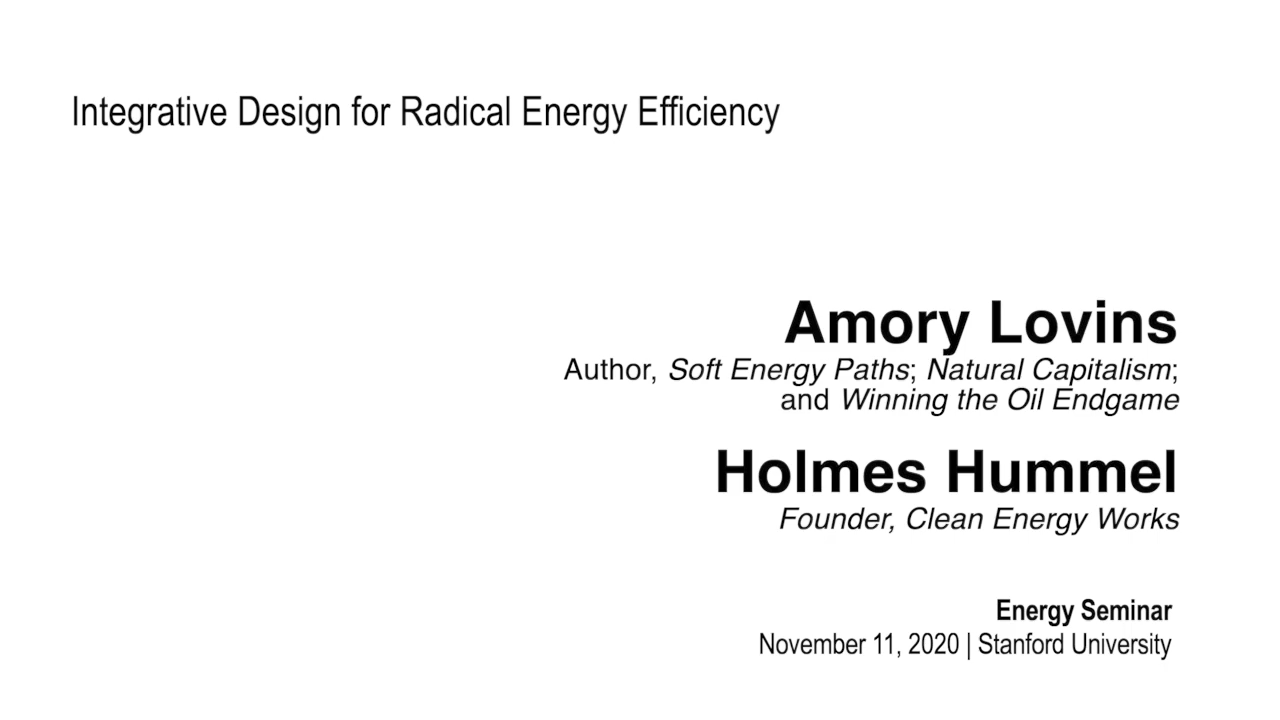 Integrative Design for Radical Energy Efficiency
Amory Lovins
Author, Soft Energy Paths; Natural Capitalism;
and Winning the Oil Endgame
Holmes Hummel
Founder, Clean Energy Works
Energy Seminar
November 11, 2020 | Stanford University